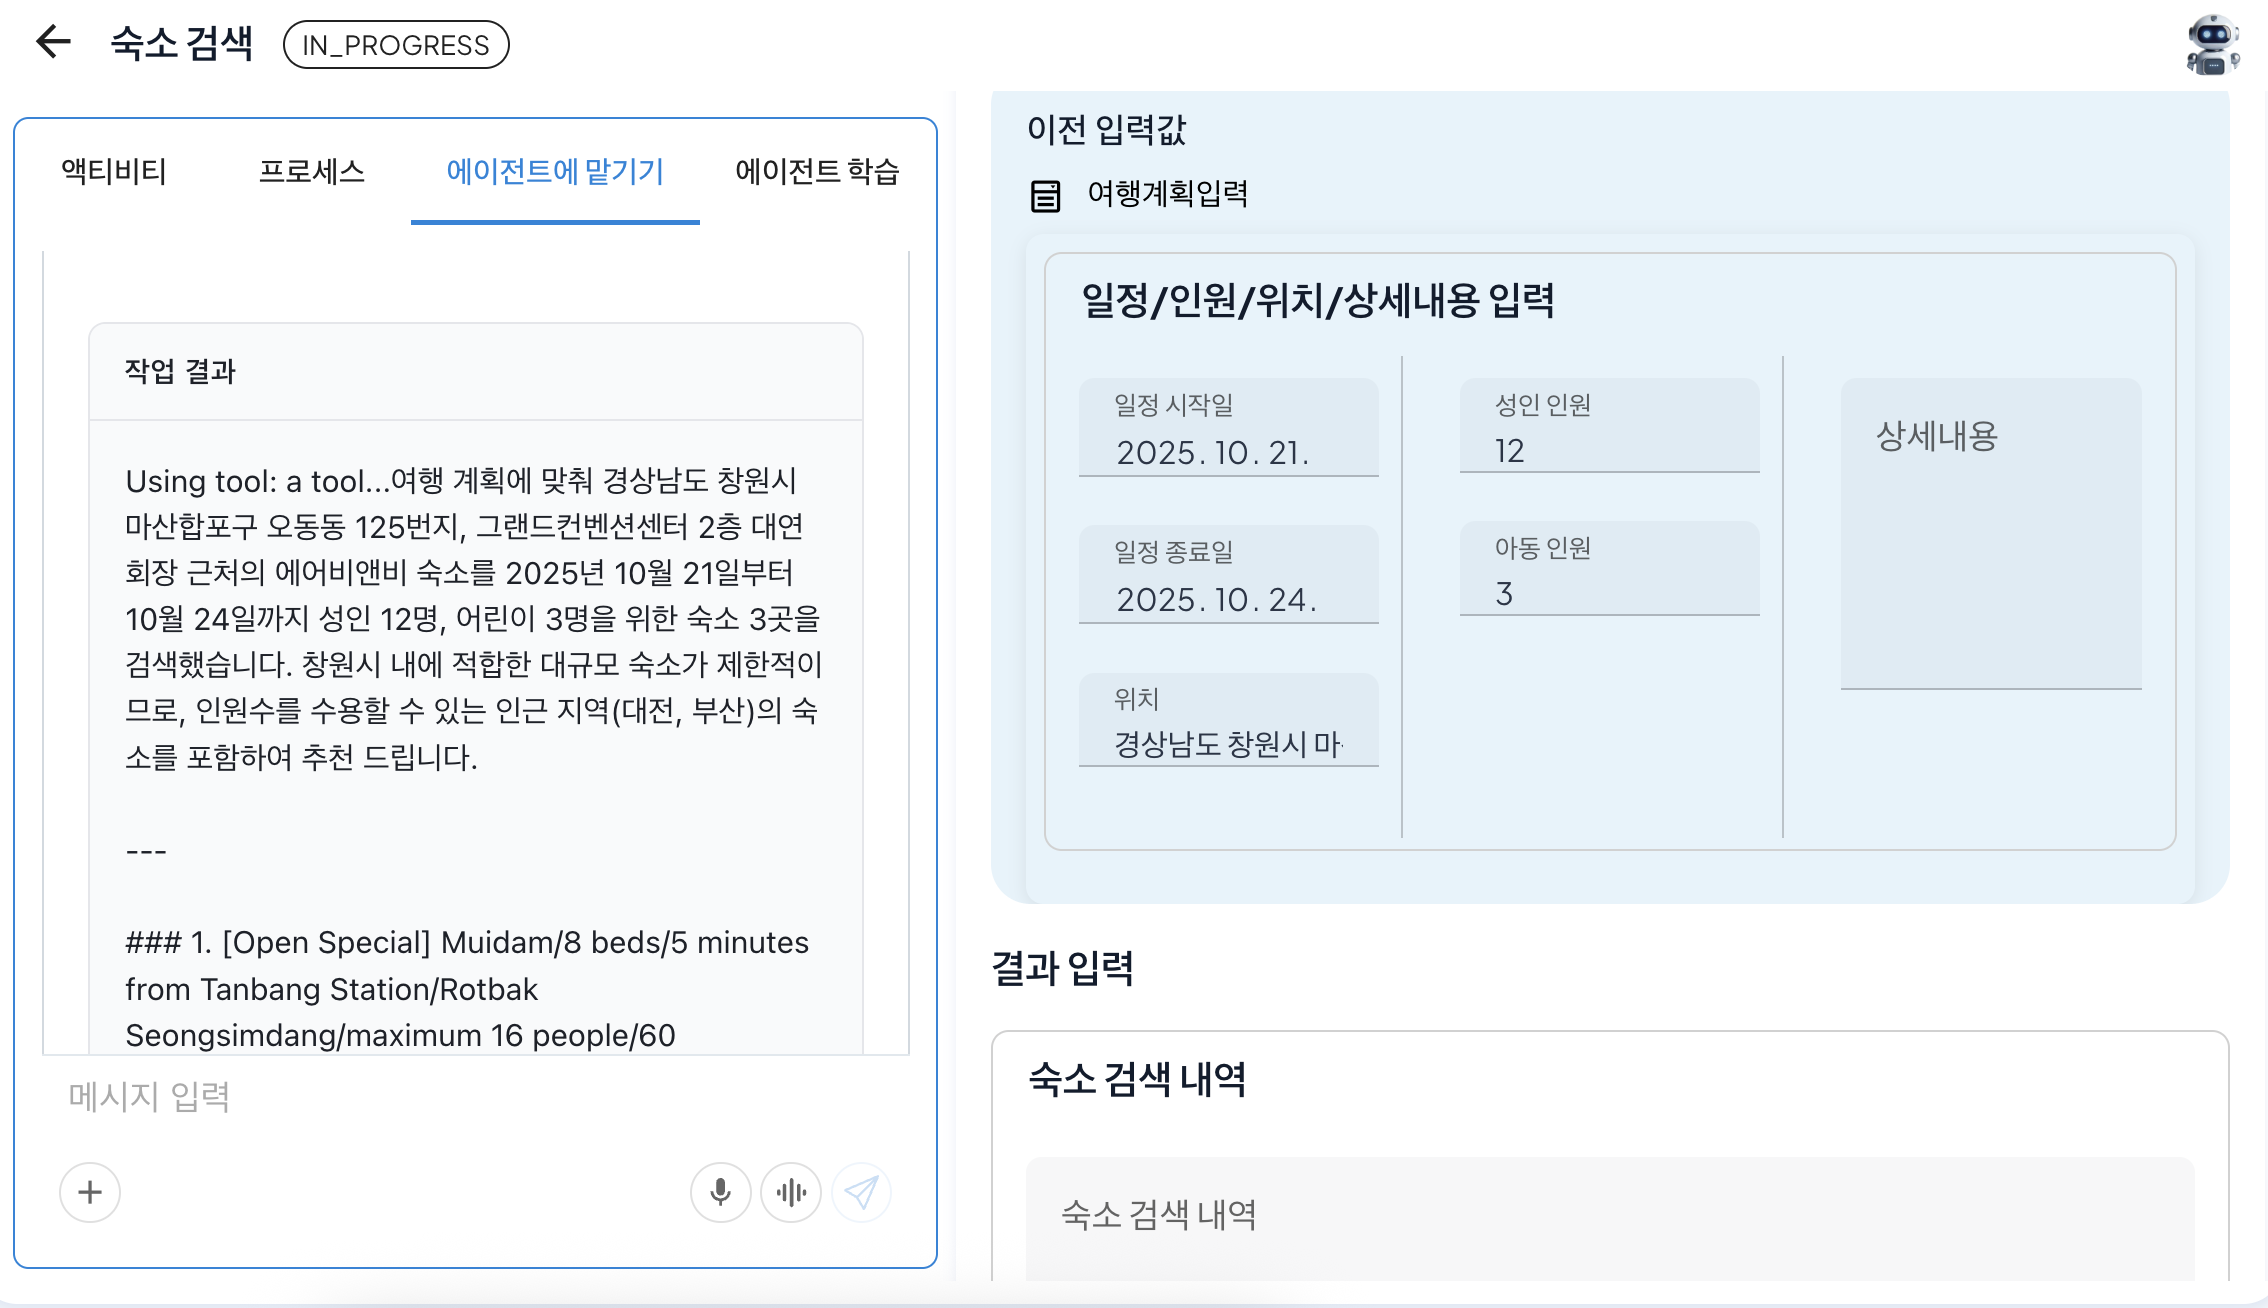 숙소 검색
IN_PROGRESS
액티비티
프로세스
에이전트에 맡기기
에이전트 학습
작업 결과
Using tool: a tool...여행 계획에 맞춰 경상남도 창원시
마산합포구 오동동 125번지, 그랜드컨벤션센터 2층 대연
회장 근처의 에어비앤비 숙소를 2025년 10월 21일부터
10월 24일까지 성인 12명, 어린이 3명을 위한 숙소 3곳을
검색했습니다. 창원시 내에 적합한 대규모 숙소가 제한적이
므로, 인원수를 수용할 수 있는 인근 지역(대전, 부산)의 숙
소를 포함하여 추천 드립니다.
---
### 1. [Open Special] Muidam/8 beds/5 minutes
from Tanbang Station/Rotbak
Seongsimdang/maximum 16 people/60
메시지 입력
이전 입력값
여행계획입력
일정/인원/위치/상세내용 입력
일정 시작일
2025. 10. 21.
일정 종료일
2025. 10. 24.
위치
경상남도 창원시 마
성인 인원
12
아동 인원
3
상세내용
결과 입력
숙소 검색 내역
숙소 검색 내역